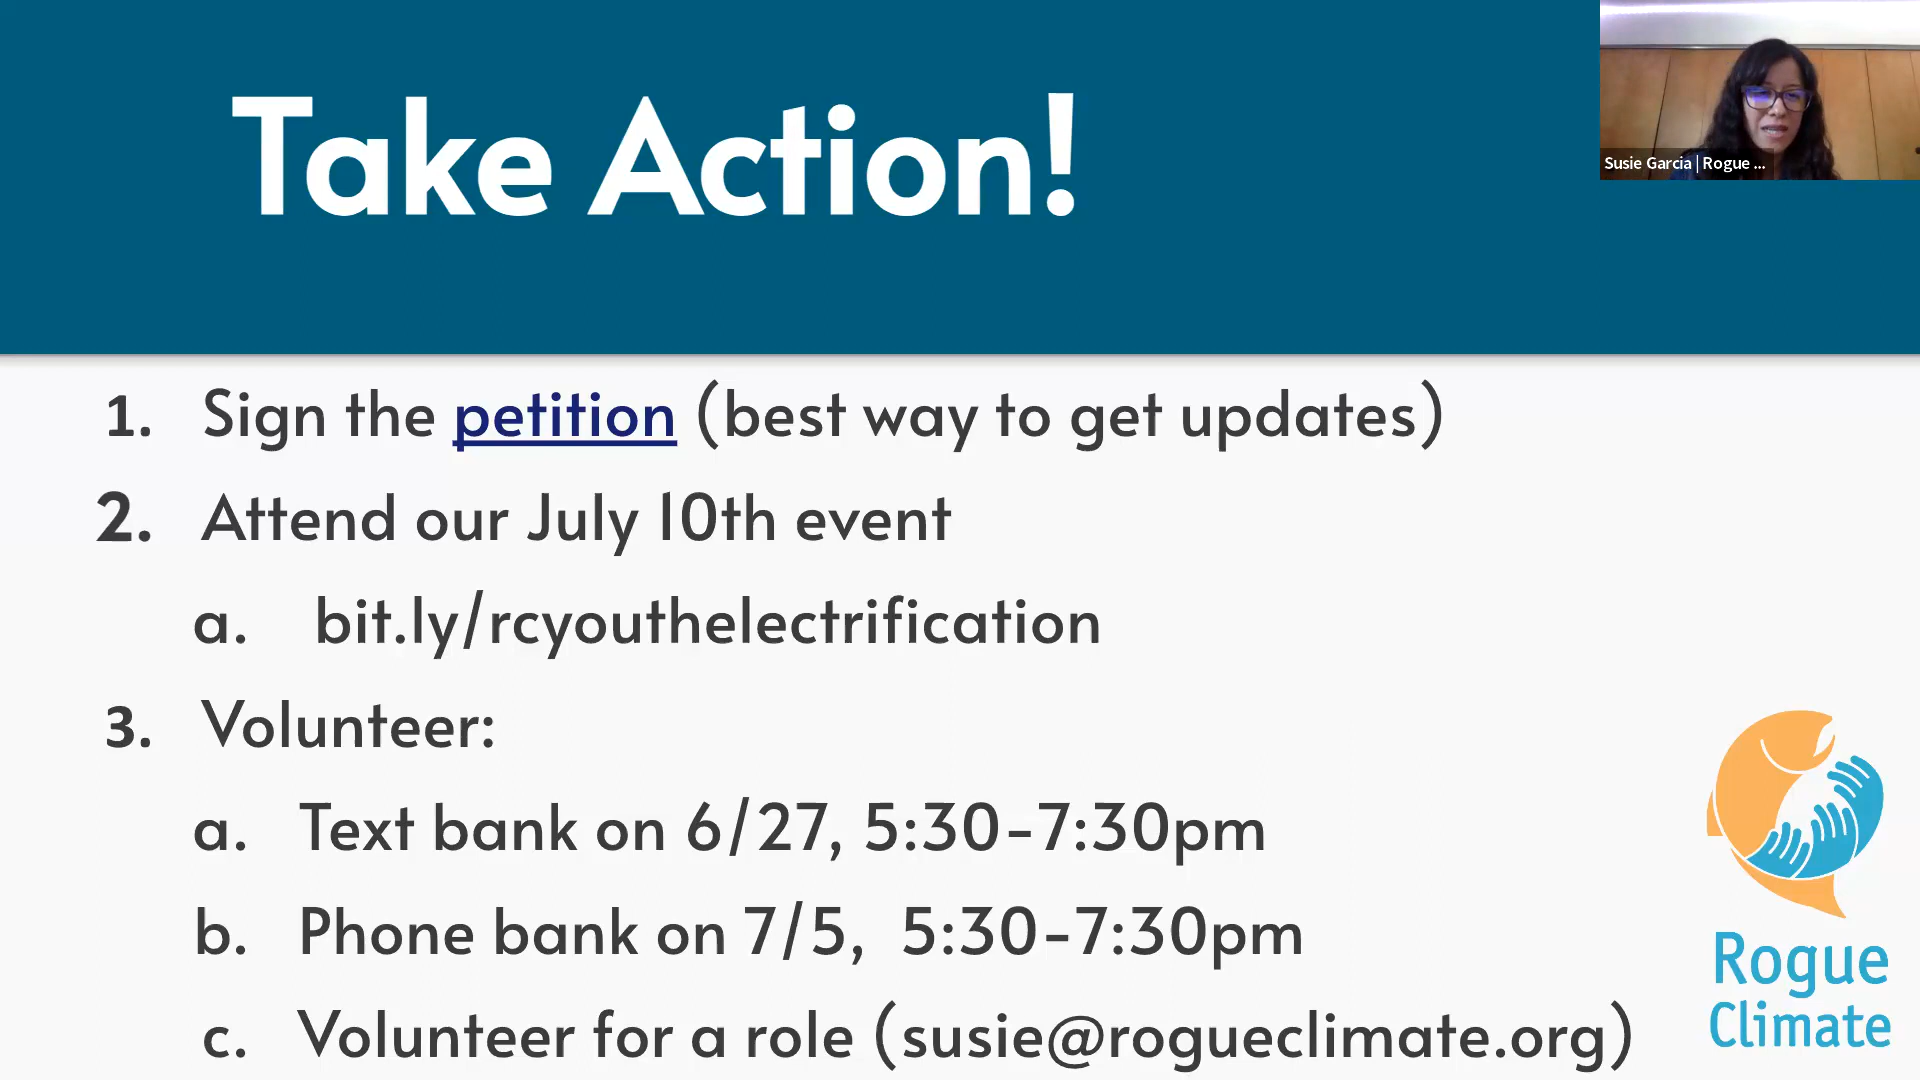 Take Action!
Susie Garcia | Rogue ...
1. Sign the petition (best way to get updates)
2. Attend our July 10th event
a. bit.ly/rcyouthelectrification
3. Volunteer:
a. Text bank on 6/27, 5:30-7:30pm
b. Phone bank on 7/5, 5:30-7:30pm
c. Volunteer for a role (susie@rogueclimate.org)
Rogue
Climate